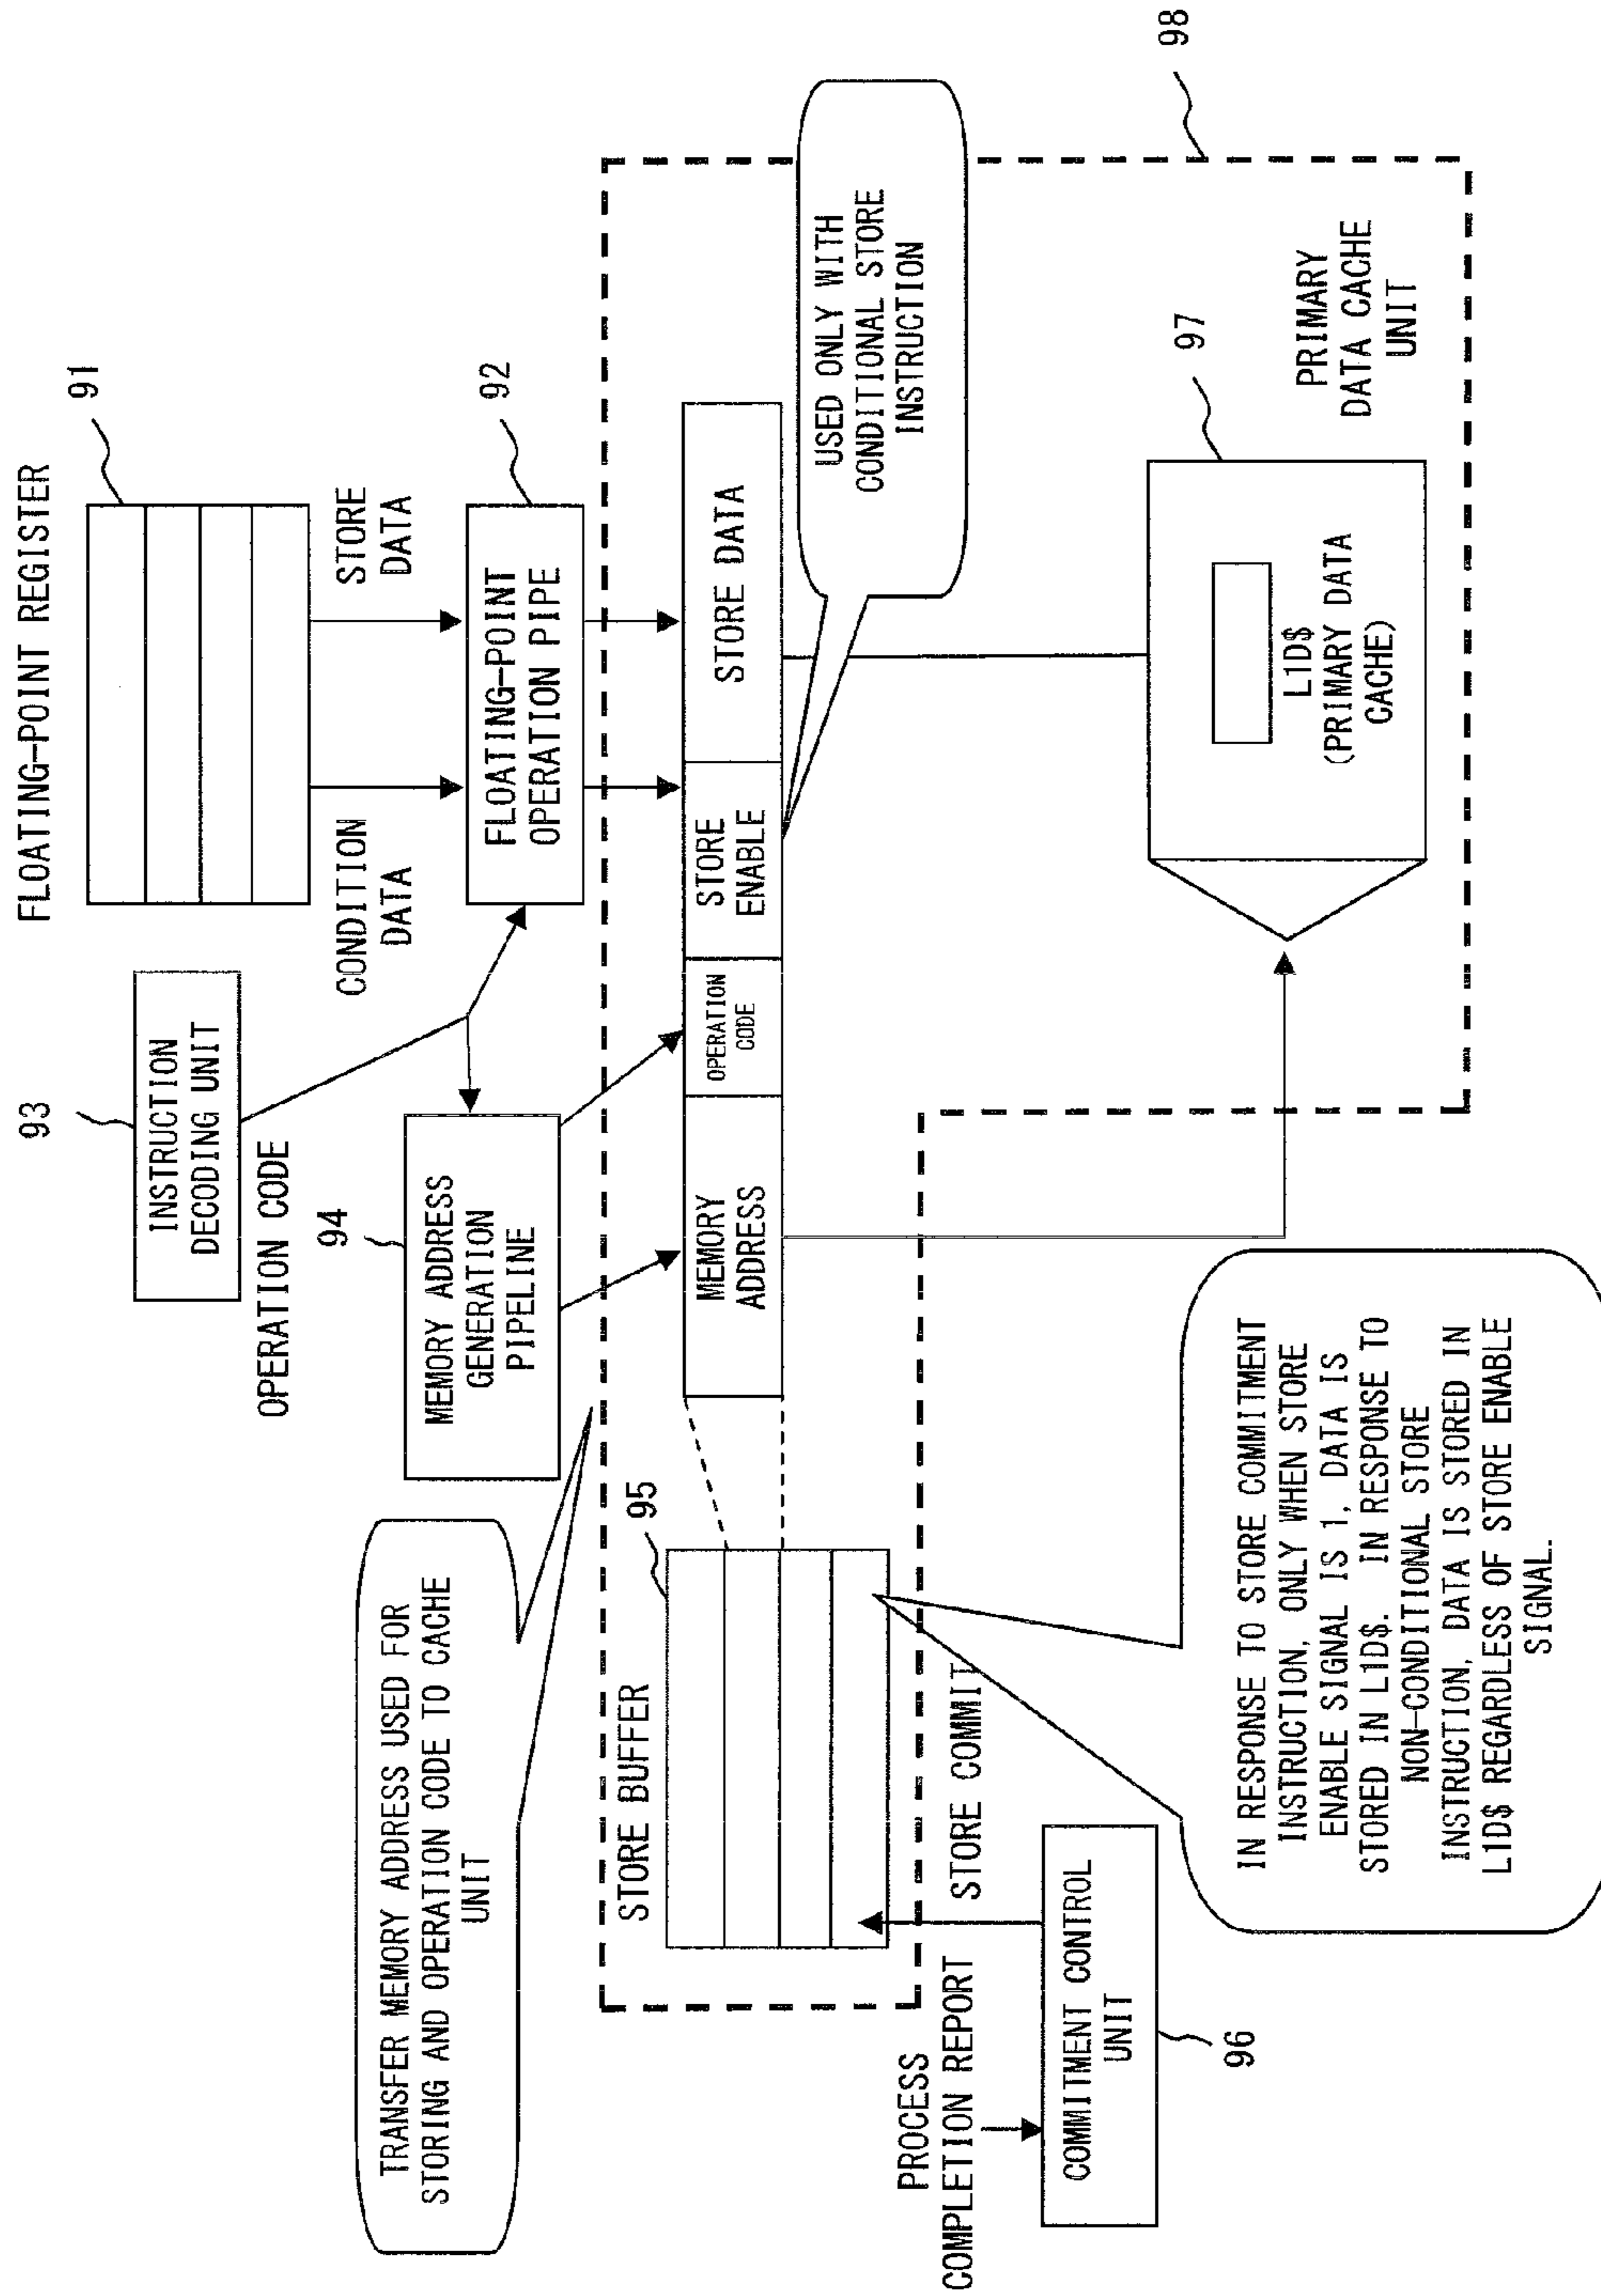 FLOATING-POINT REGISTER
91
93
INSTRUCTION
DECODING UNIT
CONDITION
DATA
STORE
DATA
OPERATION CODE
92
FLOATING-POINT
OPERATION PIPE
94
MEMORY ADDRESS
GENERATION
PIPELINE
TRANSFER MEMORY ADDRESS USED FOR
STORING AND OPERATION CODE TO CACHE
UNIT
STORE BUFFER
95
MEMORY
ADDRESS
OPERATION
CODE
STORE
ENABLE
STORE DATA
USED ONLY WITH
CONDITIONAL STORE
INSTRUCTION
98
PROCESS
COMPLETION REPORT
STORE COMMIT
COMMITMENT CONTROL
UNIT
96
97
L1D$
(PRIMARY DATA
CACHE)
PRIMARY
DATA CACHE
UNIT
IN RESPONSE TO STORE COMMITMENT
INSTRUCTION, ONLY WHEN STORE
ENABLE SIGNAL IS 1, DATA IS
STORED IN L1D$. IN RESPONSE TO
NON-CONDITIONAL STORE
INSTRUCTION, DATA IS STORED IN
L1D$ REGARDLESS OF STORE ENABLE
SIGNAL.